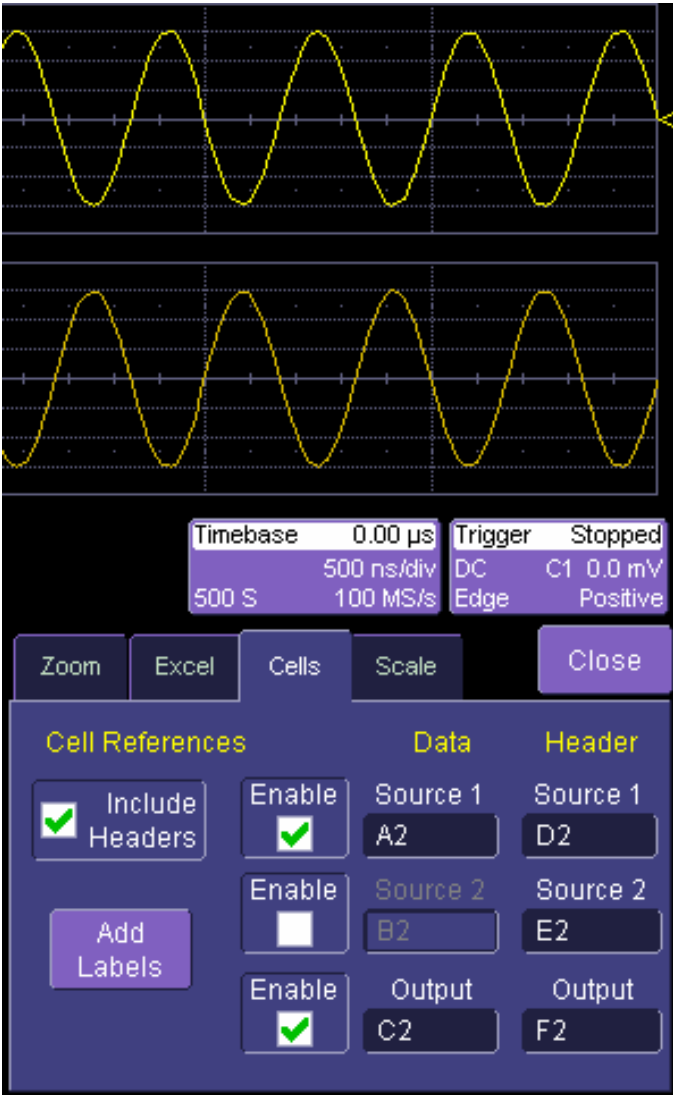 Timebase 0.00 µs
500 ns/div
500 S 100 MS/s
Trigger Stopped
DC C1 0.0 mV
Edge Positive
Zoom Excel Cells Scale Close
Cell References Data Header
Include Headers
Enable Source 1 Source 1
A2 D2
Enable Source 2 Source 2
B2 E2
Add Labels
Enable Output Output
C2 F2